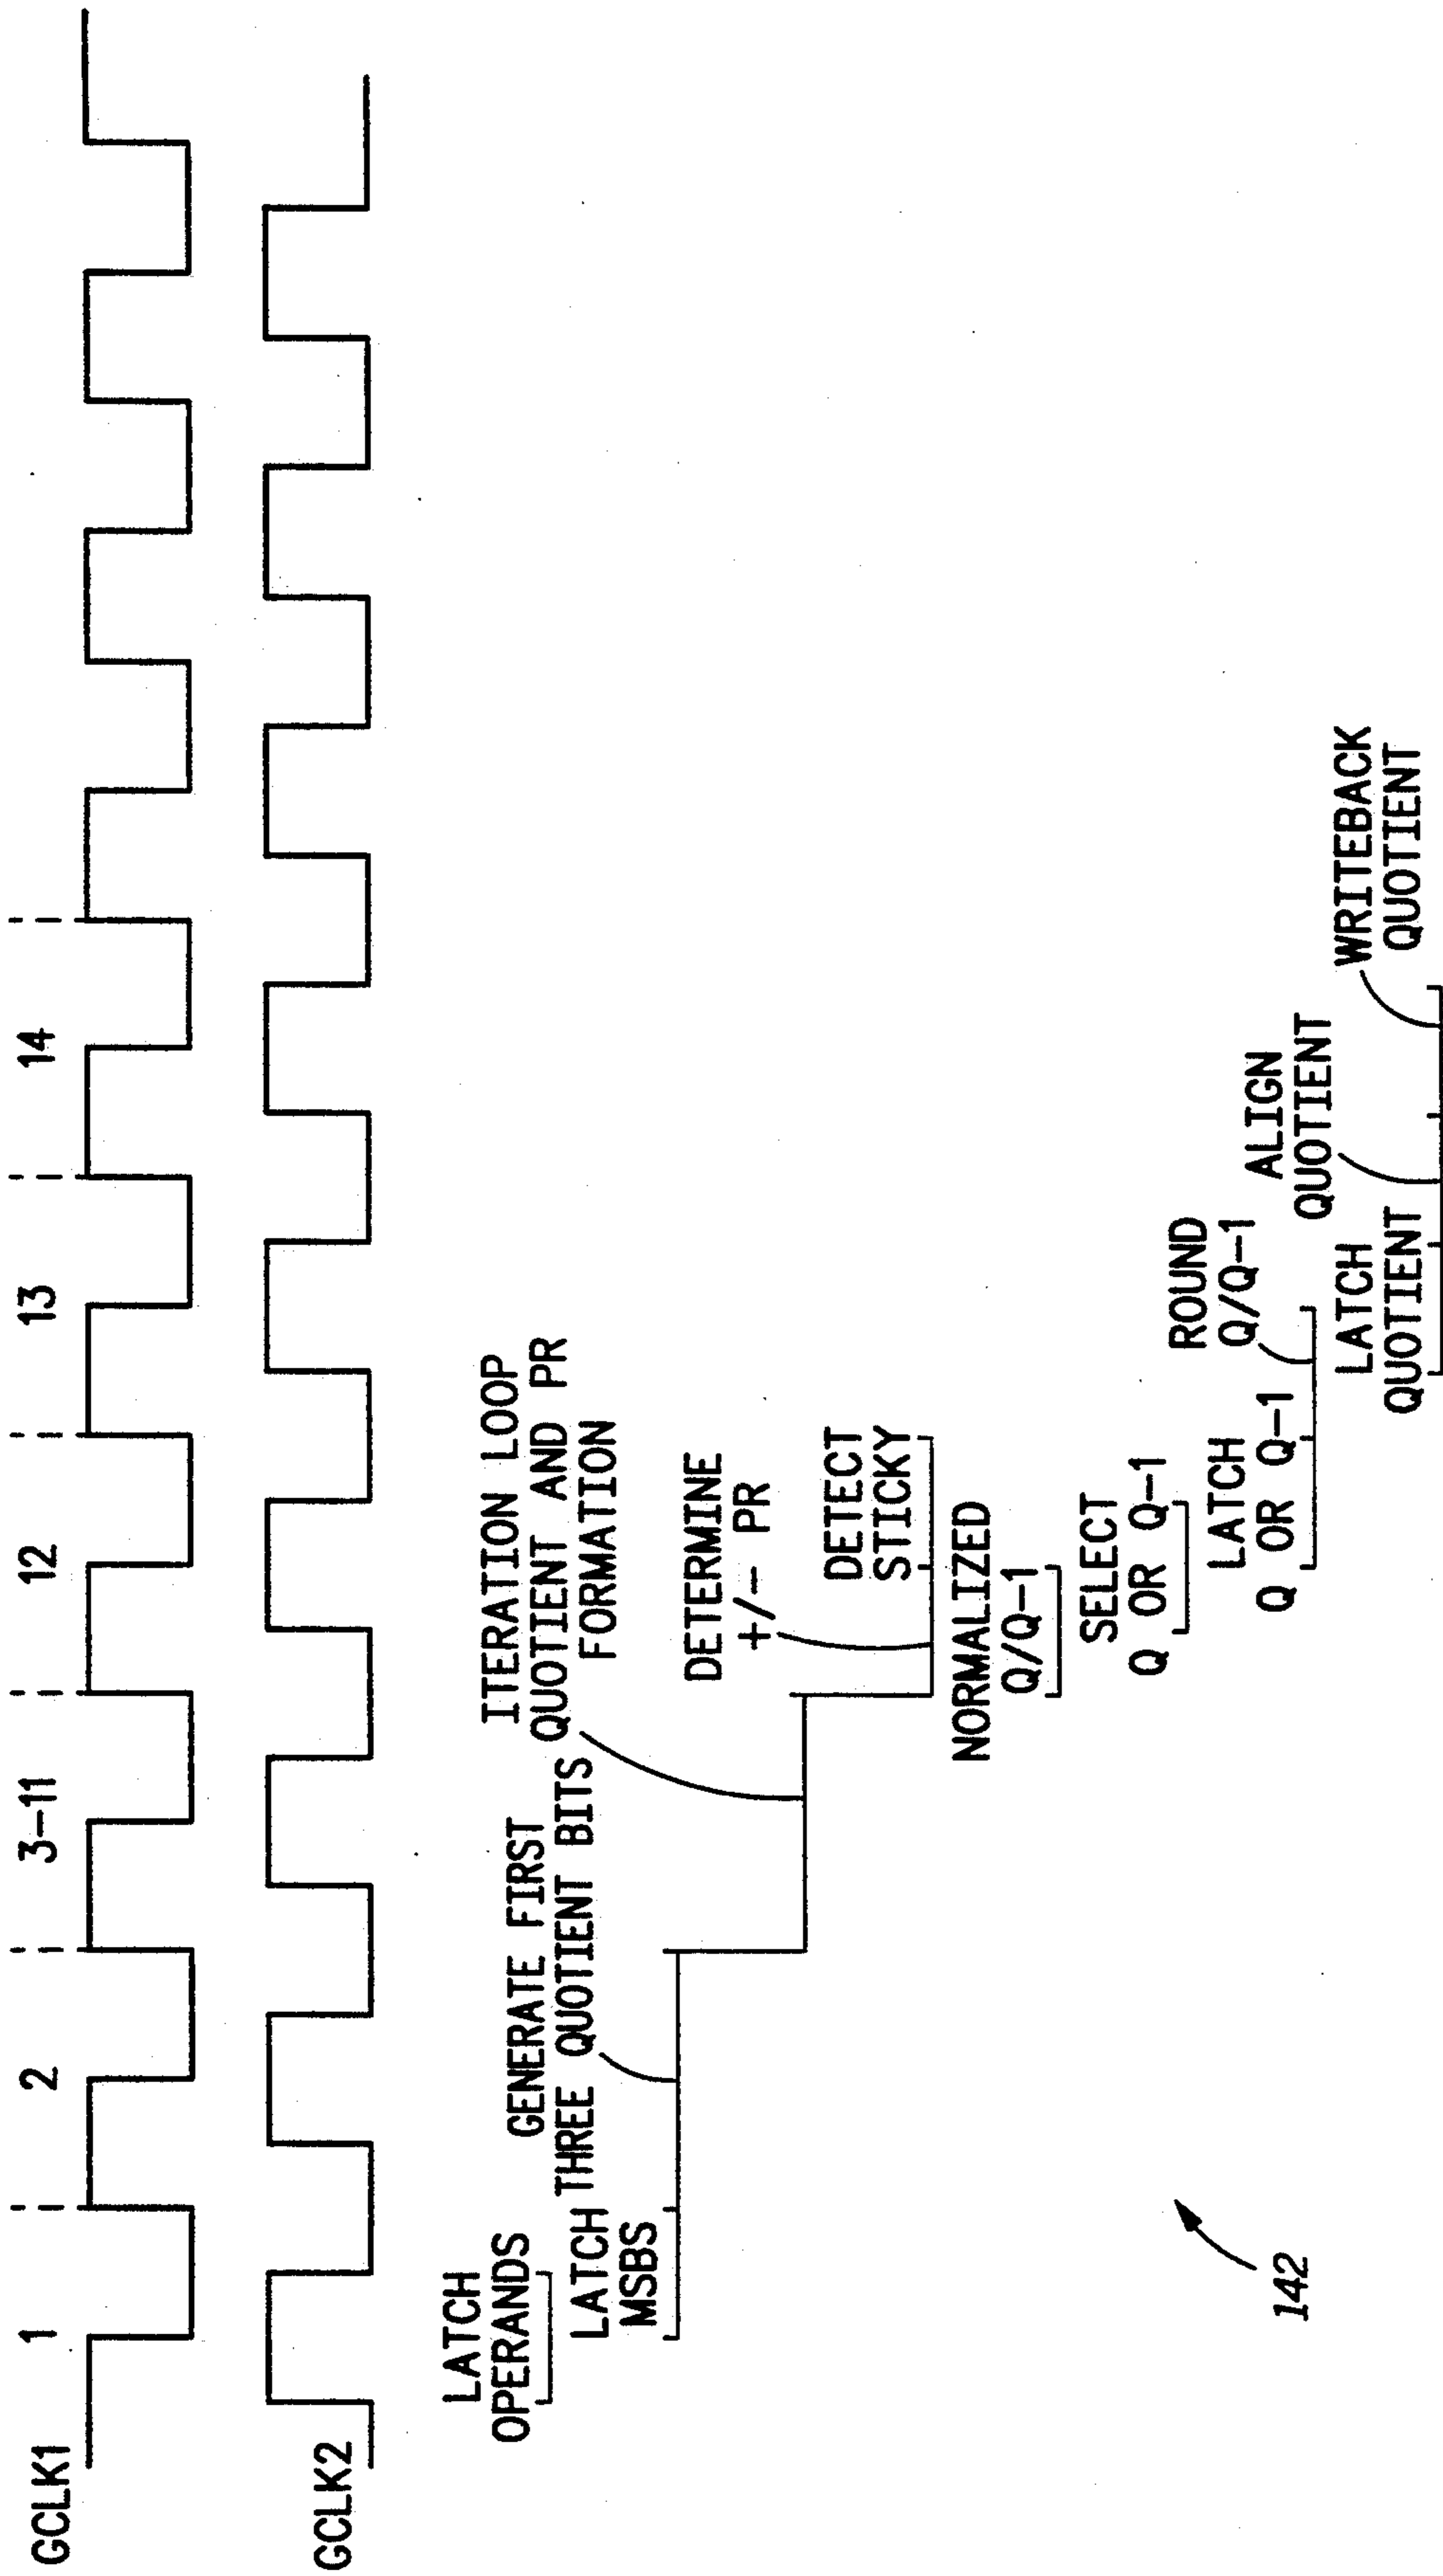 1 2 3-11 12 13 14
GCLK1
GCLK2
LATCH
OPERANDS
LATCH
MSBS
GENERATE FIRST
THREE QUOTIENT BITS
ITERATION LOOP
QUOTIENT AND PR
FORMATION
DETERMINE
+/- PR
DETECT
STICKY
NORMALIZED
Q/Q-1
SELECT
Q OR Q-1
LATCH
Q OR Q-1
ROUND
Q/Q-1
LATCH
QUOTIENT
ALIGN
QUOTIENT
WRITEBACK
QUOTIENT
142